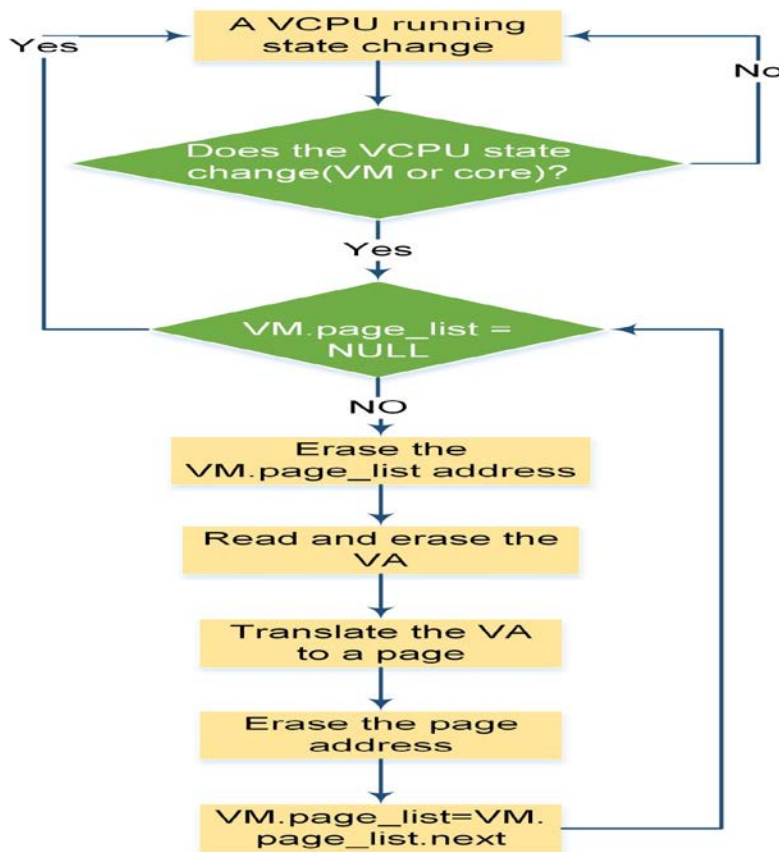 A VCPU running
state change
Yes
No
Does the VCPU state
change(VM or core)?
Yes
VM.page_list =
NULL
NO
Erase the
VM.page_list address
Read and erase the
VA
Translate the VA
to a page
Erase the page
address
VM.page_list=VM.
page_list.next